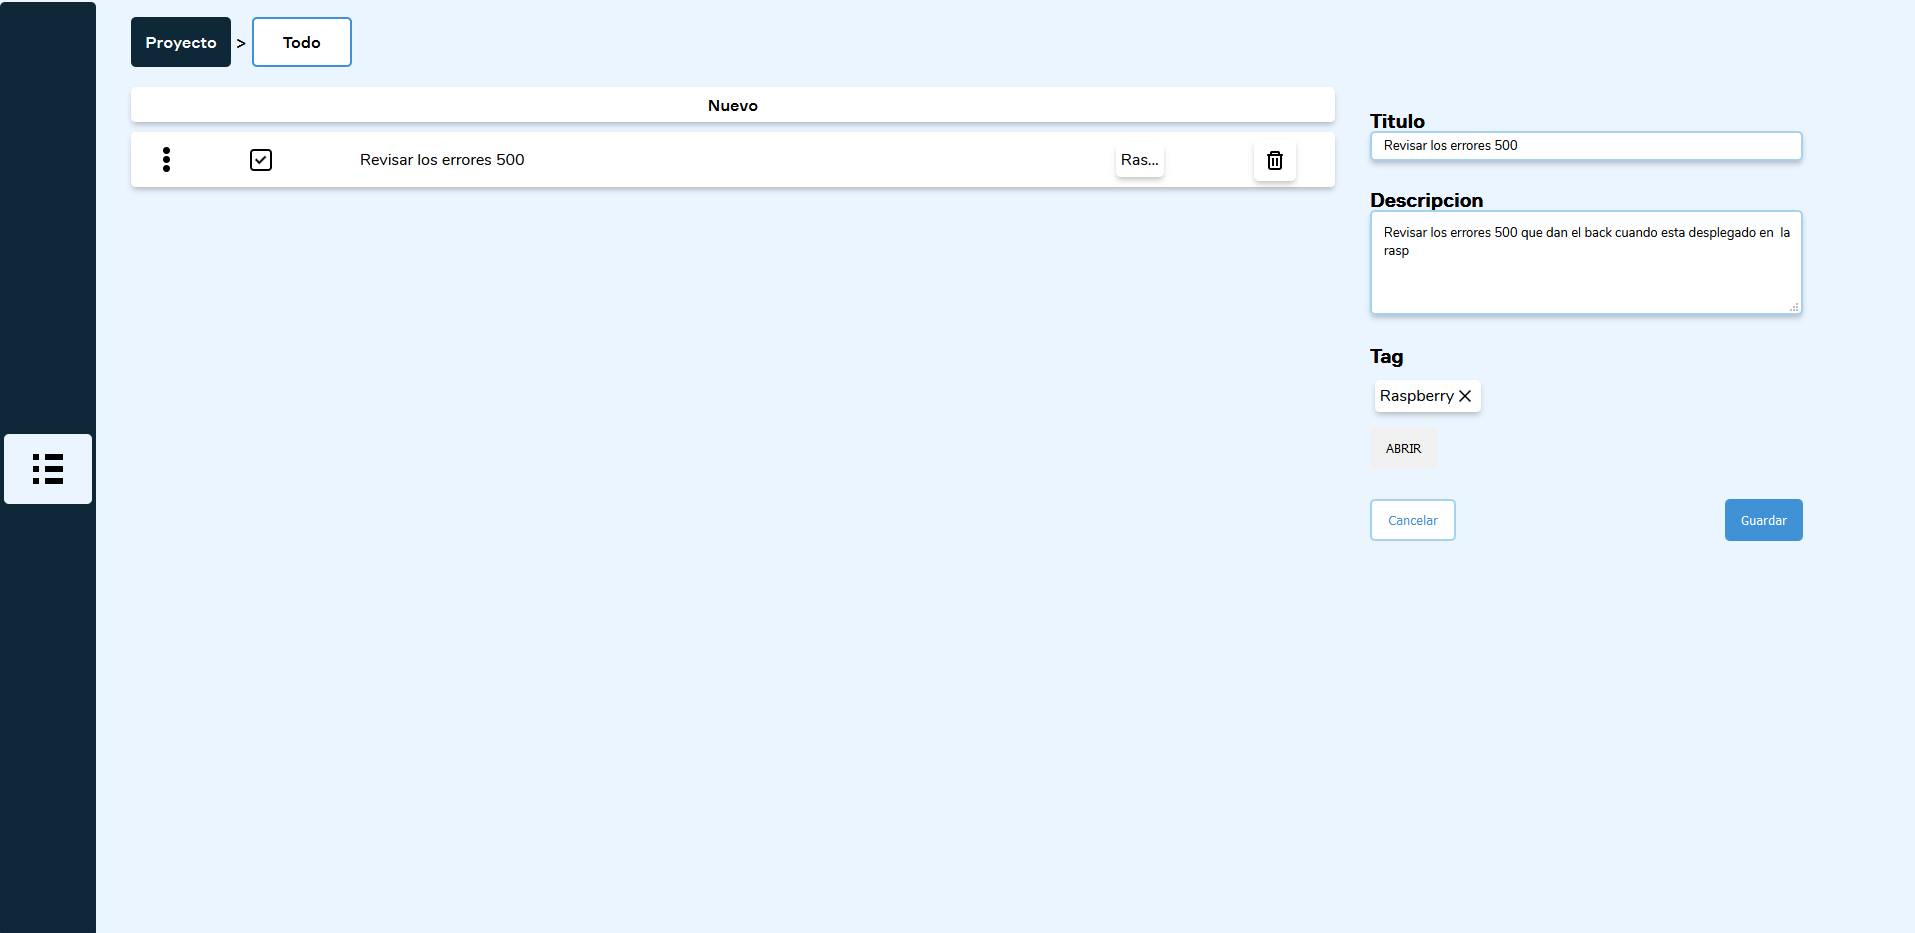 Proyecto > Todo
Nuevo
Revisar los errores 500 Ras...
Titulo
Revisar los errores 500
Descripcion
Revisar los errores 500 que dan el back cuando esta desplegado en  la
rasp
Tag
Raspberry
ABRIR
Cancelar Guardar